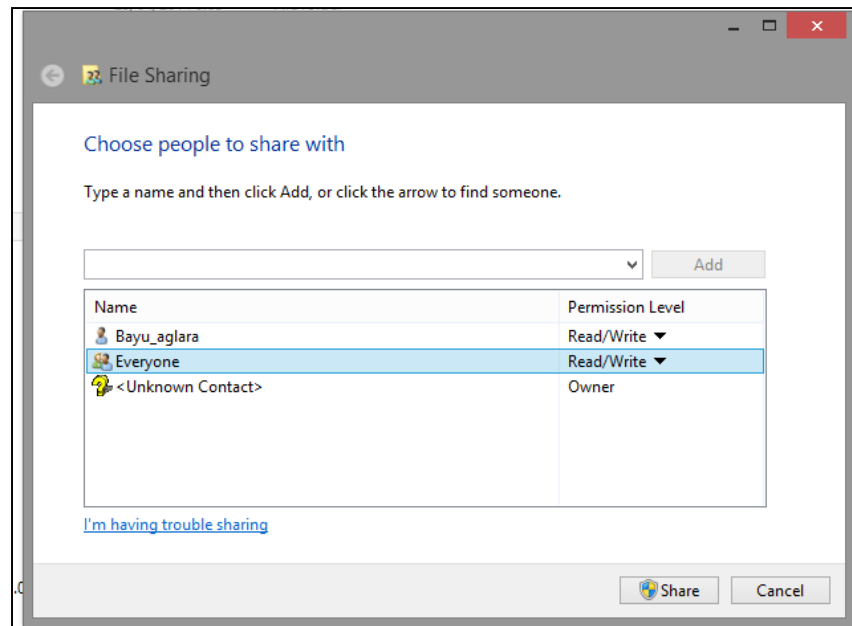 File Sharing
Choose people to share with
Type a name and then click Add, or click the arrow to find someone.
Add
Name Permission Level
Bayu_aglara Read/Write
Everyone Read/Write
<Unknown Contact> Owner
I'm having trouble sharing
Share Cancel